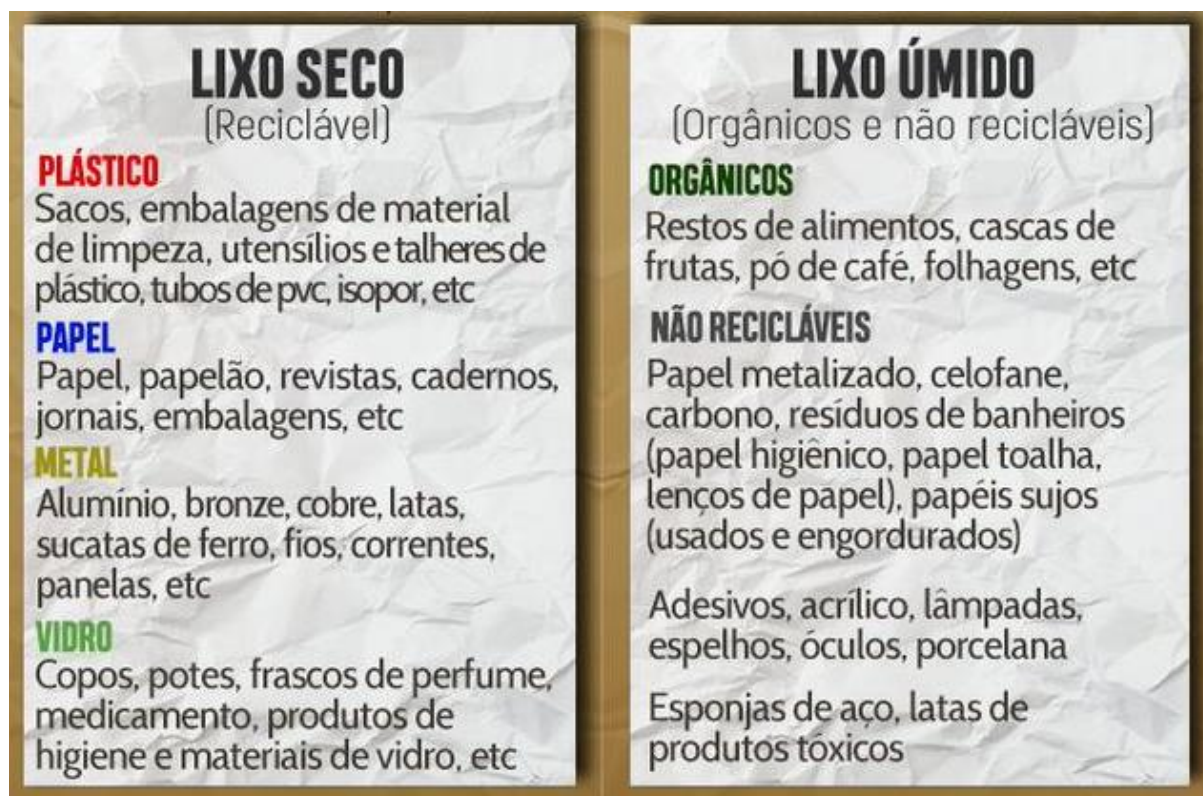 LIXO SECO
(Reciclável)
PLÁSTICO
Sacos, embalagens de material
de limpeza, utensílios e talheres de
plástico, tubos de pvc, isopor, etc
PAPEL
Papel, papelão, revistas, cadernos,
jornais, embalagens, etc
METAL
Alumínio, bronze, cobre, latas,
sucatas de ferro, fios, correntes,
panelas, etc
VIDRO
Copos, potes, frascos de perfume,
medicamento, produtos de
higiene e materiais de vidro, etc
LIXO ÚMIDO
(Orgânicos e não recicláveis)
ORGÂNICOS
Restos de alimentos, cascas de
frutas, pó de café, folhagens, etc
NÃO RECICLÁVEIS
Papel metalizado, celofane,
carbono, resíduos de banheiros
(papel higiênico, papel toalha,
lenços de papel), papéis sujos
(usados e engordurados)
Adesivos, acrílico, lâmpadas,
espelhos, óculos, porcelana
Esponjas de aço, latas de
produtos tóxicos